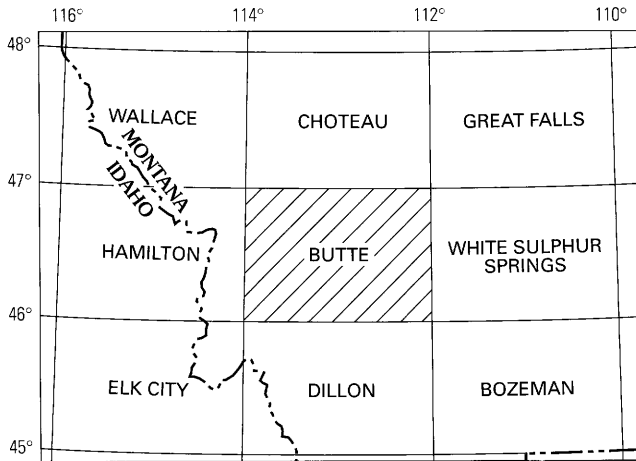 116°
114°
112°
110°
48°
WALLACE
CHOTEAU
GREAT FALLS
MONTANA
IDAHO
47°
HAMILTON
BUTTE
WHITE SULPHUR
SPRINGS
46°
ELK CITY
DILLON
BOZEMAN
45°